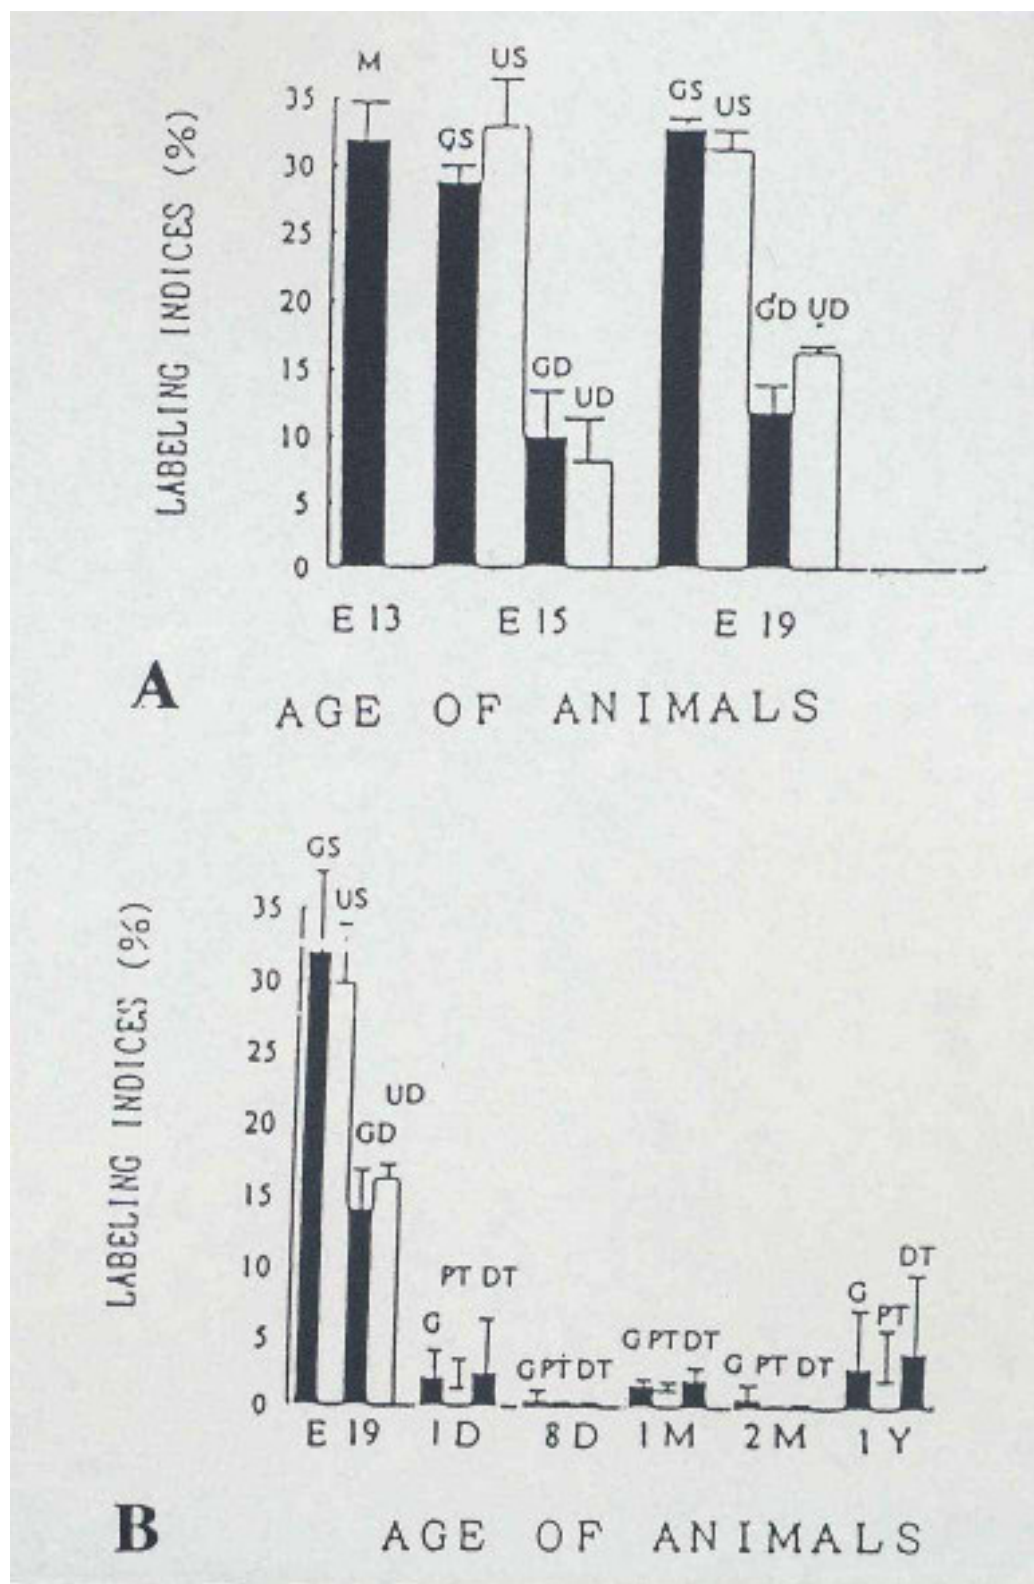 M
US
GS
GD
UD
GS
US
GD UD
35
30
25
20
15
10
5
0
LABELING INDICES (%)
E 13
E 15
E 19
A
AGE OF ANIMALS
GS
US
UD
GD
PT DT
G
G PT DT
G PT DT
G PT DT
DT
G
PT
35
30
25
20
15
10
5
0
LABELING INDICES (%)
E 19
1 D
8 D
1 M
2 M
1 Y
B
AGE OF ANIMALS